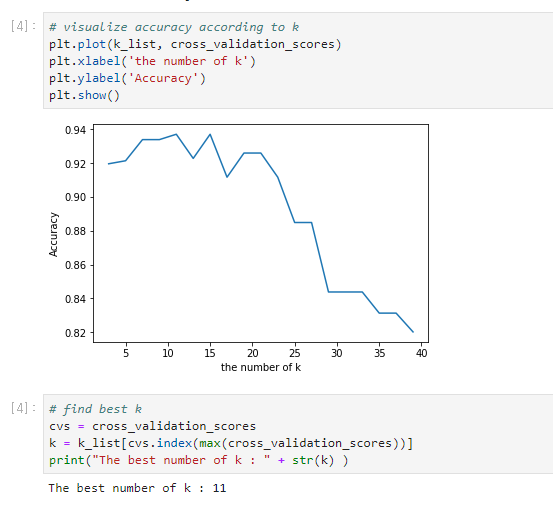 [4]: # visualize accuracy according to k
plt.plot(k_list, cross_validation_scores)
plt.xlabel('the number of k')
plt.ylabel('Accuracy')
plt.show()
0.94
0.92
0.90
0.88
0.86
0.84
0.82
Accuracy
5 10 15 20 25 30 35 40
the number of k
[4]: # find best k
cvs = cross_validation_scores
k = k_list[cvs.index(max(cross_validation_scores))]
print("The best number of k : " + str(k) )
The best number of k : 11